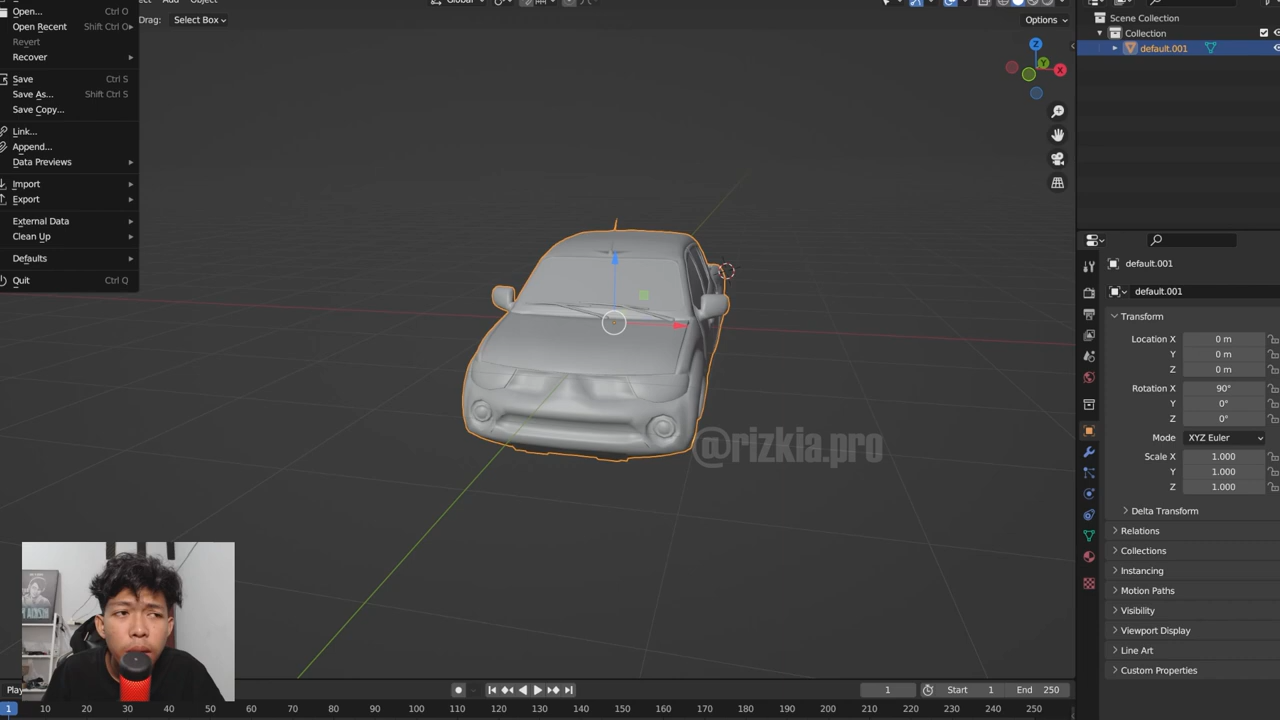 Open... Ctrl O
Open Recent Shift Ctrl O
Revert
Recover
Save Ctrl S
Save As... Shift Ctrl S
Save Copy...
Link...
Append...
Data Previews
Import
Export
External Data
Clean Up
Defaults
Quit Ctrl Q
Add
Object
Global
Drag: Select Box
Options
Z
Y
X
@rizkia.pro
Scene Collection
Collection
default.001
default.001
default.001
Transform
Location X 0 m
Y 0 m
Z 0 m
Rotation X 90°
Y 0°
Z 0°
Mode XYZ Euler
Scale X 1.000
Y 1.000
Z 1.000
Delta Transform
Relations
Collections
Instancing
Motion Paths
Visibility
Viewport Display
Line Art
Custom Properties
1 Start 1 End 250
1 10 20 30 40 50 60 70 80 90 100 110 120 130 140 150 160 170 180 190 200 210 220 230 240 250